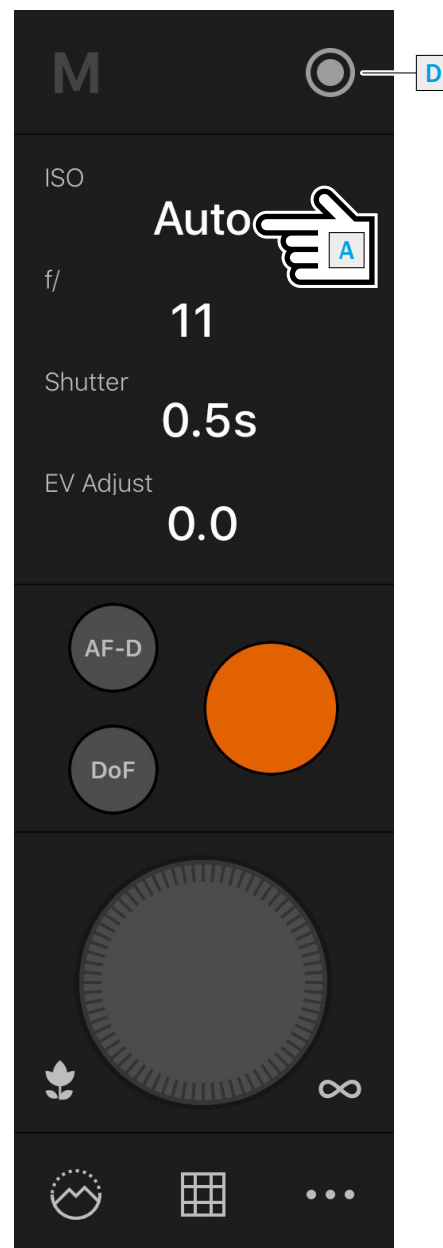 M
D
ISO
Auto
A
f/
11
Shutter
0.5s
EV Adjust
0.0
AF-D
DoF
∞